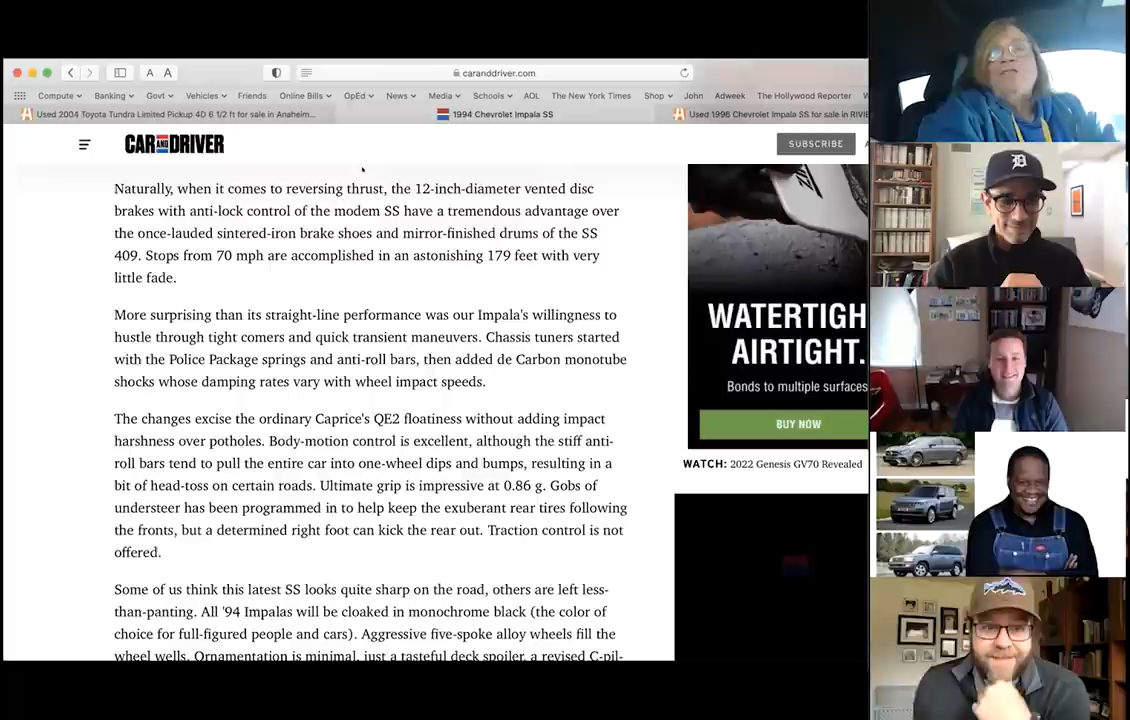 A A
caranddriver.com
Compute Banking Govt Vehicles Friends Online Bills OpEd News Media Schools AOL The New York Times Shop John Adweek The Hollywood Reporter
Used 2004 Toyota Tundra Limited Pickup 4D 6 1/2 ft for sale in Anaheim...
1994 Chevrolet Impala SS
Used 1996 Chevrolet Impala SS for sale in RIVIE
CAR AND DRIVER
SUBSCRIBE
Naturally, when it comes to reversing thrust, the 12-inch-diameter vented disc
brakes with anti-lock control of the modem SS have a tremendous advantage over
the once-lauded sintered-iron brake shoes and mirror-finished drums of the SS
409. Stops from 70 mph are accomplished in an astonishing 179 feet with very
little fade.
More surprising than its straight-line performance was our Impala's willingness to
hustle through tight comers and quick transient maneuvers. Chassis tuners started
with the Police Package springs and anti-roll bars, then added de Carbon monotube
shocks whose damping rates vary with wheel impact speeds.
The changes excise the ordinary Caprice's QE2 floatiness without adding impact
harshness over potholes. Body-motion control is excellent, although the stiff anti-
roll bars tend to pull the entire car into one-wheel dips and bumps, resulting in a
bit of head-toss on certain roads. Ultimate grip is impressive at 0.86 g. Gobs of
understeer has been programmed in to help keep the exuberant rear tires following
the fronts, but a determined right foot can kick the rear out. Traction control is not
offered.
Some of us think this latest SS looks quite sharp on the road, others are left less-
than-panting. All '94 Impalas will be cloaked in monochrome black (the color of
choice for full-figured people and cars). Aggressive five-spoke alloy wheels fill the
wheel wells. Ornamentation is minimal, just a tasteful deck spoiler, a revised C-pil-
WATERTIGH
AIRTIGHT.
Bonds to multiple surfaces
BUY NOW
WATCH: 2022 Genesis GV70 Revealed
D